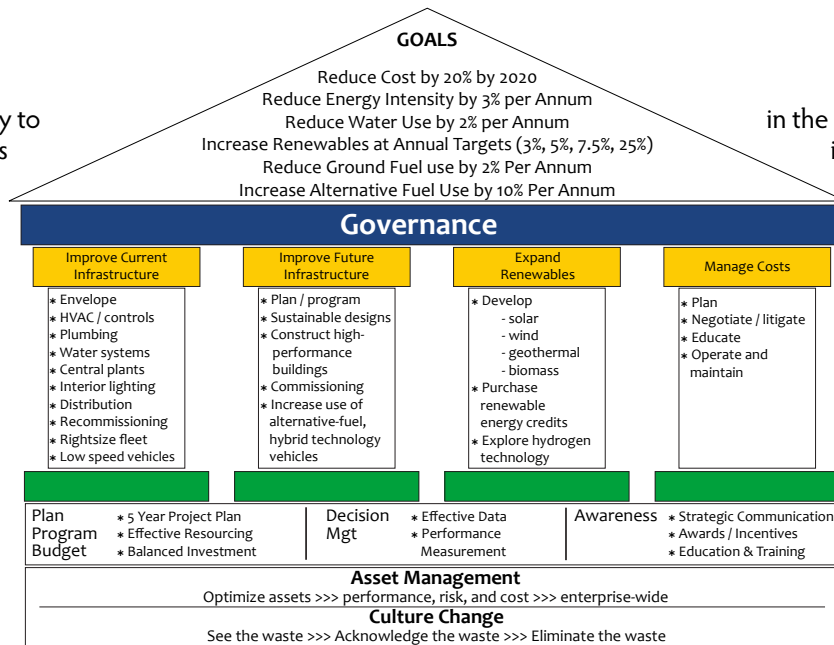 GOALS
Reduce Cost by 20% by 2020
Reduce Energy Intensity by 3% per Annum
y to
Reduce Water Use by 2% per Annum
in the
s
Increase Renewables at Annual Targets (3%, 5%, 7.5%, 25%)
i
Reduce Ground Fuel use by 2% Per Annum
Increase Alternative Fuel Use by 10% Per Annum
Governance
Improve Current
Infrastructure
* Envelope
* HVAC / controls
* Plumbing
* Water systems
* Central plants
* Interior lighting
* Distribution
* Recommissioning
* Rightsize fleet
* Low speed vehicles
Improve Future
Infrastructure
* Plan / program
* Sustainable designs
* Construct high-
performance
buildings
* Commissioning
* Increase use of
alternative-fuel,
hybrid technology
vehicles
Expand
Renewables
* Develop
- solar
- wind
- geothermal
- biomass
* Purchase
renewable
energy credits
* Explore hydrogen
technology
Manage Costs
* Plan
* Negotiate / litigate
* Educate
* Operate and
maintain
Plan
Program
Budget
* 5 Year Project Plan
* Effective Resourcing
* Balanced Investment
Decision
Mgt
* Effective Data
* Performance
Measurement
Awareness
* Strategic Communication
* Awards / Incentives
* Education & Training
Asset Management
Optimize assets >>> performance, risk, and cost >>> enterprise-wide
Culture Change
See the waste >>> Acknowledge the waste >>> Eliminate the waste